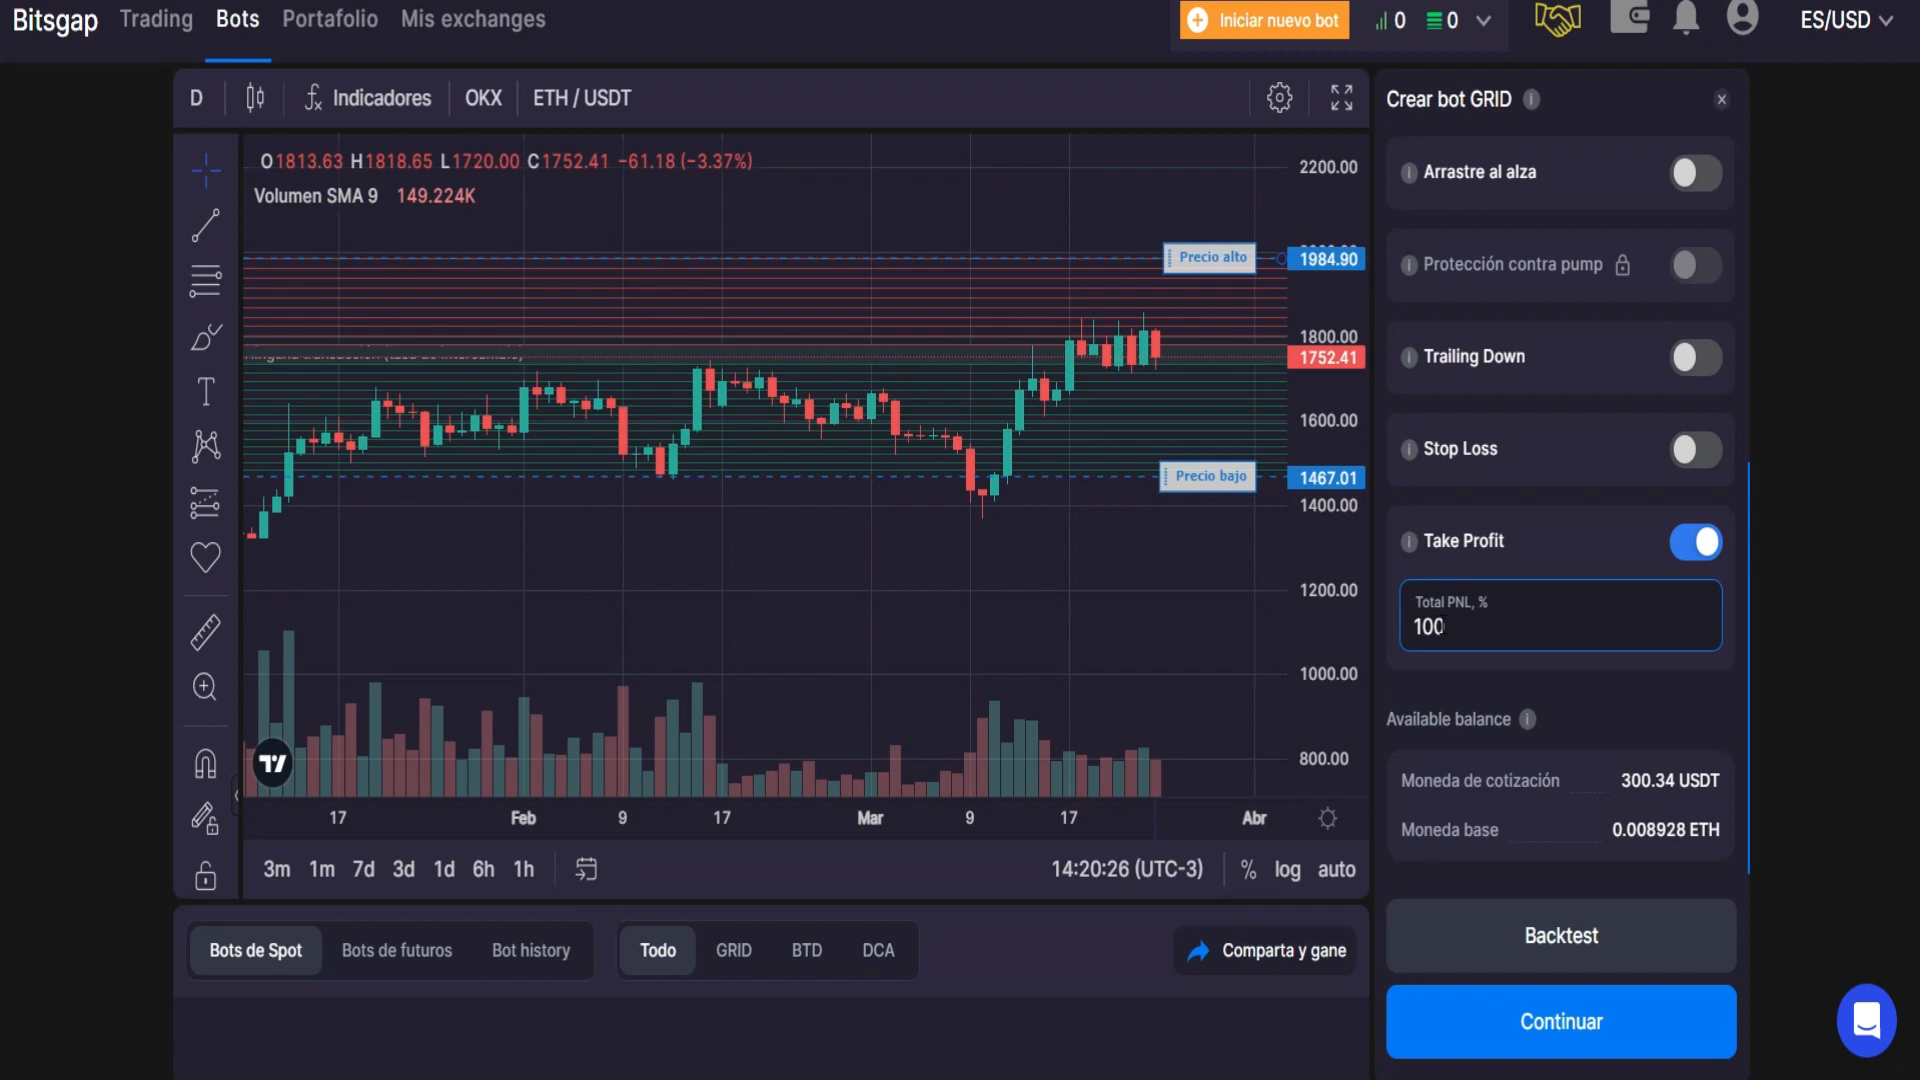 Bitsgap Trading Bots Portafolio Mis exchanges Iniciar nuevo bot 0 0 ES/USD
D Indicadores OKX ETH / USDT
O1813.63 H1818.65 L1720.00 C1752.41 −61.18 (−3.37%)
Volumen SMA 9 149.224K
2200.00
Precio alto 1984.90
1800.00
1752.41
1600.00
Precio bajo 1467.01
1400.00
1200.00
1000.00
800.00
17 Feb 9 17 Mar 9 17 Abr
3m 1m 7d 3d 1d 6h 1h 14:20:26 (UTC-3) % log auto
Bots de Spot Bots de futuros Bot history Todo GRID BTD DCA Comparta y gane
Crear bot GRID
Arrastre al alza
Protección contra pump
Trailing Down
Stop Loss
Take Profit
Total PNL, %
100
Available balance
Moneda de cotización 300.34 USDT
Moneda base 0.008928 ETH
Backtest
Continuar